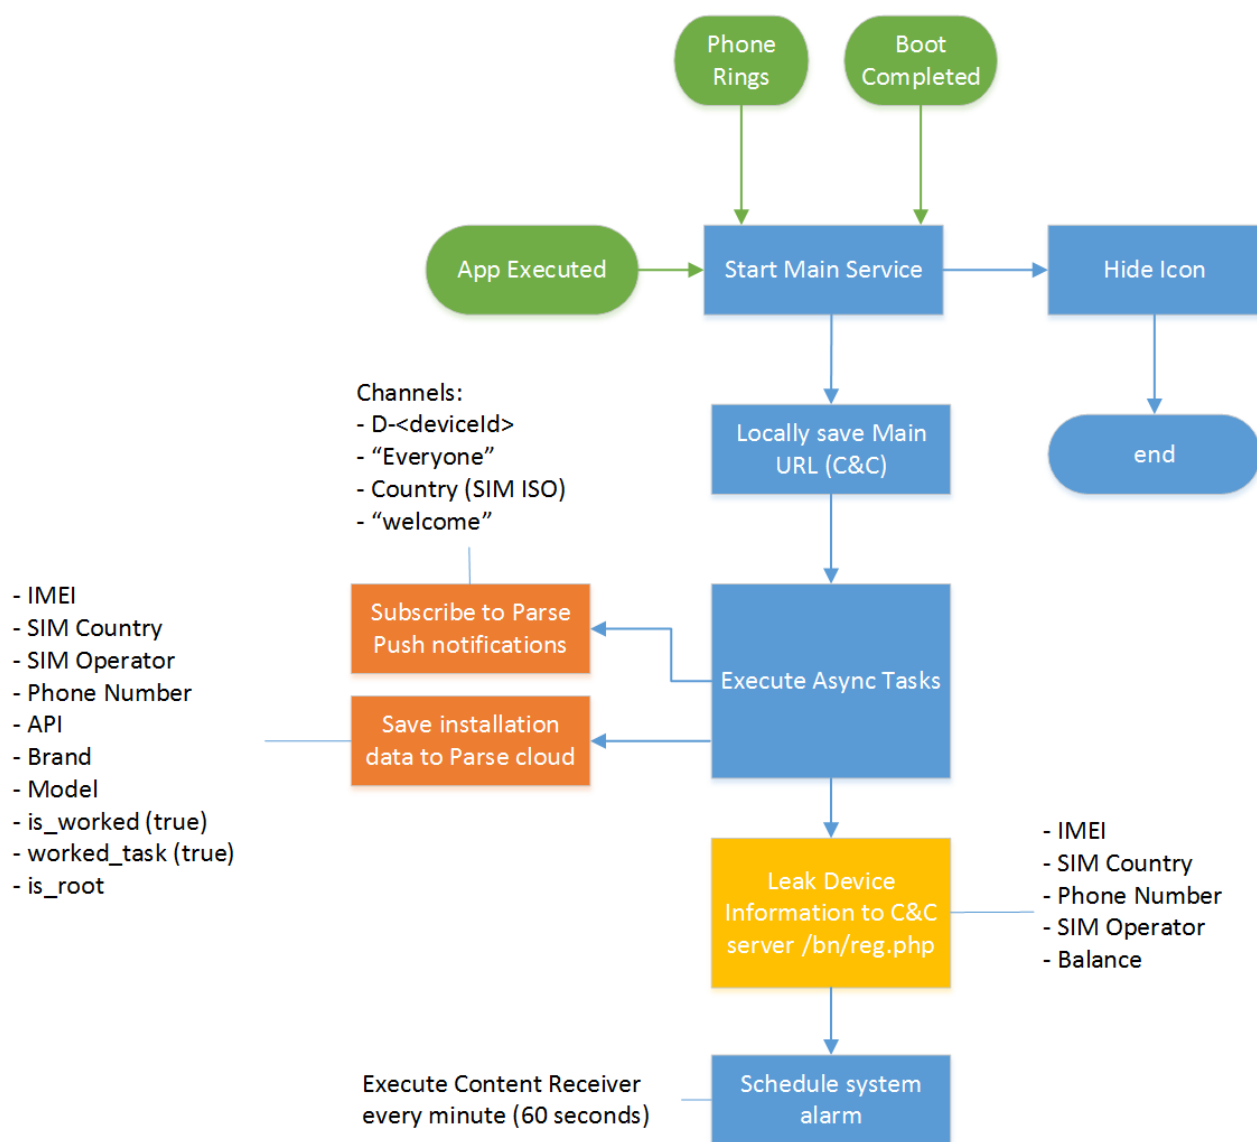 Phone
Rings
Boot
Completed
App Executed
Start Main Service
Hide Icon
Channels:
- D-<deviceId>
- “Everyone”
- Country (SIM ISO)
- “welcome”
Locally save Main
URL (C&C)
end
- IMEI
- SIM Country
- SIM Operator
- Phone Number
- API
- Brand
- Model
- is_worked (true)
- worked_task (true)
- is_root
Subscribe to Parse
Push notifications
Save installation
data to Parse cloud
Execute Async Tasks
Leak Device
Information to C&C
server /bn/reg.php
- IMEI
- SIM Country
- Phone Number
- SIM Operator
- Balance
Execute Content Receiver
every minute (60 seconds)
Schedule system
alarm